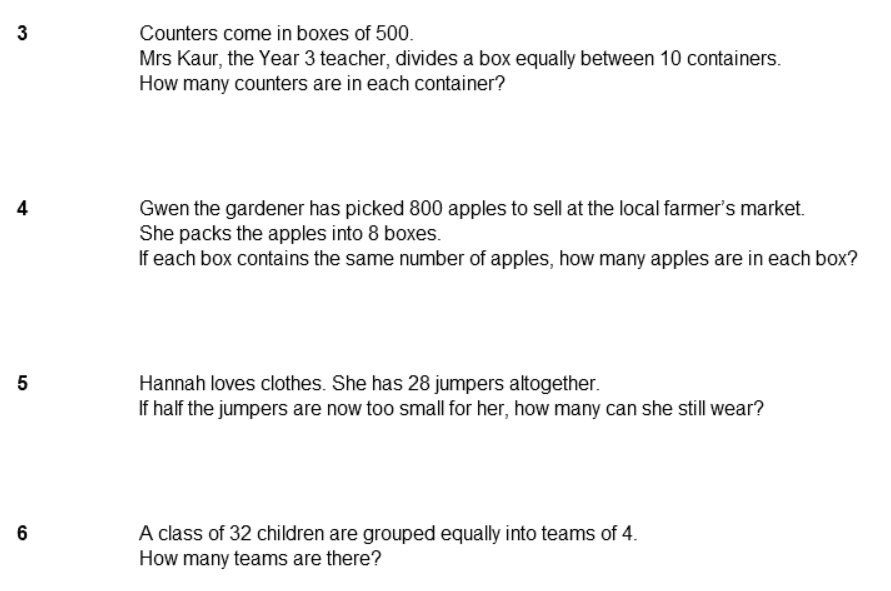 3 Counters come in boxes of 500.
Mrs Kaur, the Year 3 teacher, divides a box equally between 10 containers.
How many counters are in each container?
4 Gwen the gardener has picked 800 apples to sell at the local farmer's market.
She packs the apples into 8 boxes.
If each box contains the same number of apples, how many apples are in each box?
5 Hannah loves clothes. She has 28 jumpers altogether.
If half the jumpers are now too small for her, how many can she still wear?
6 A class of 32 children are grouped equally into teams of 4.
How many teams are there?